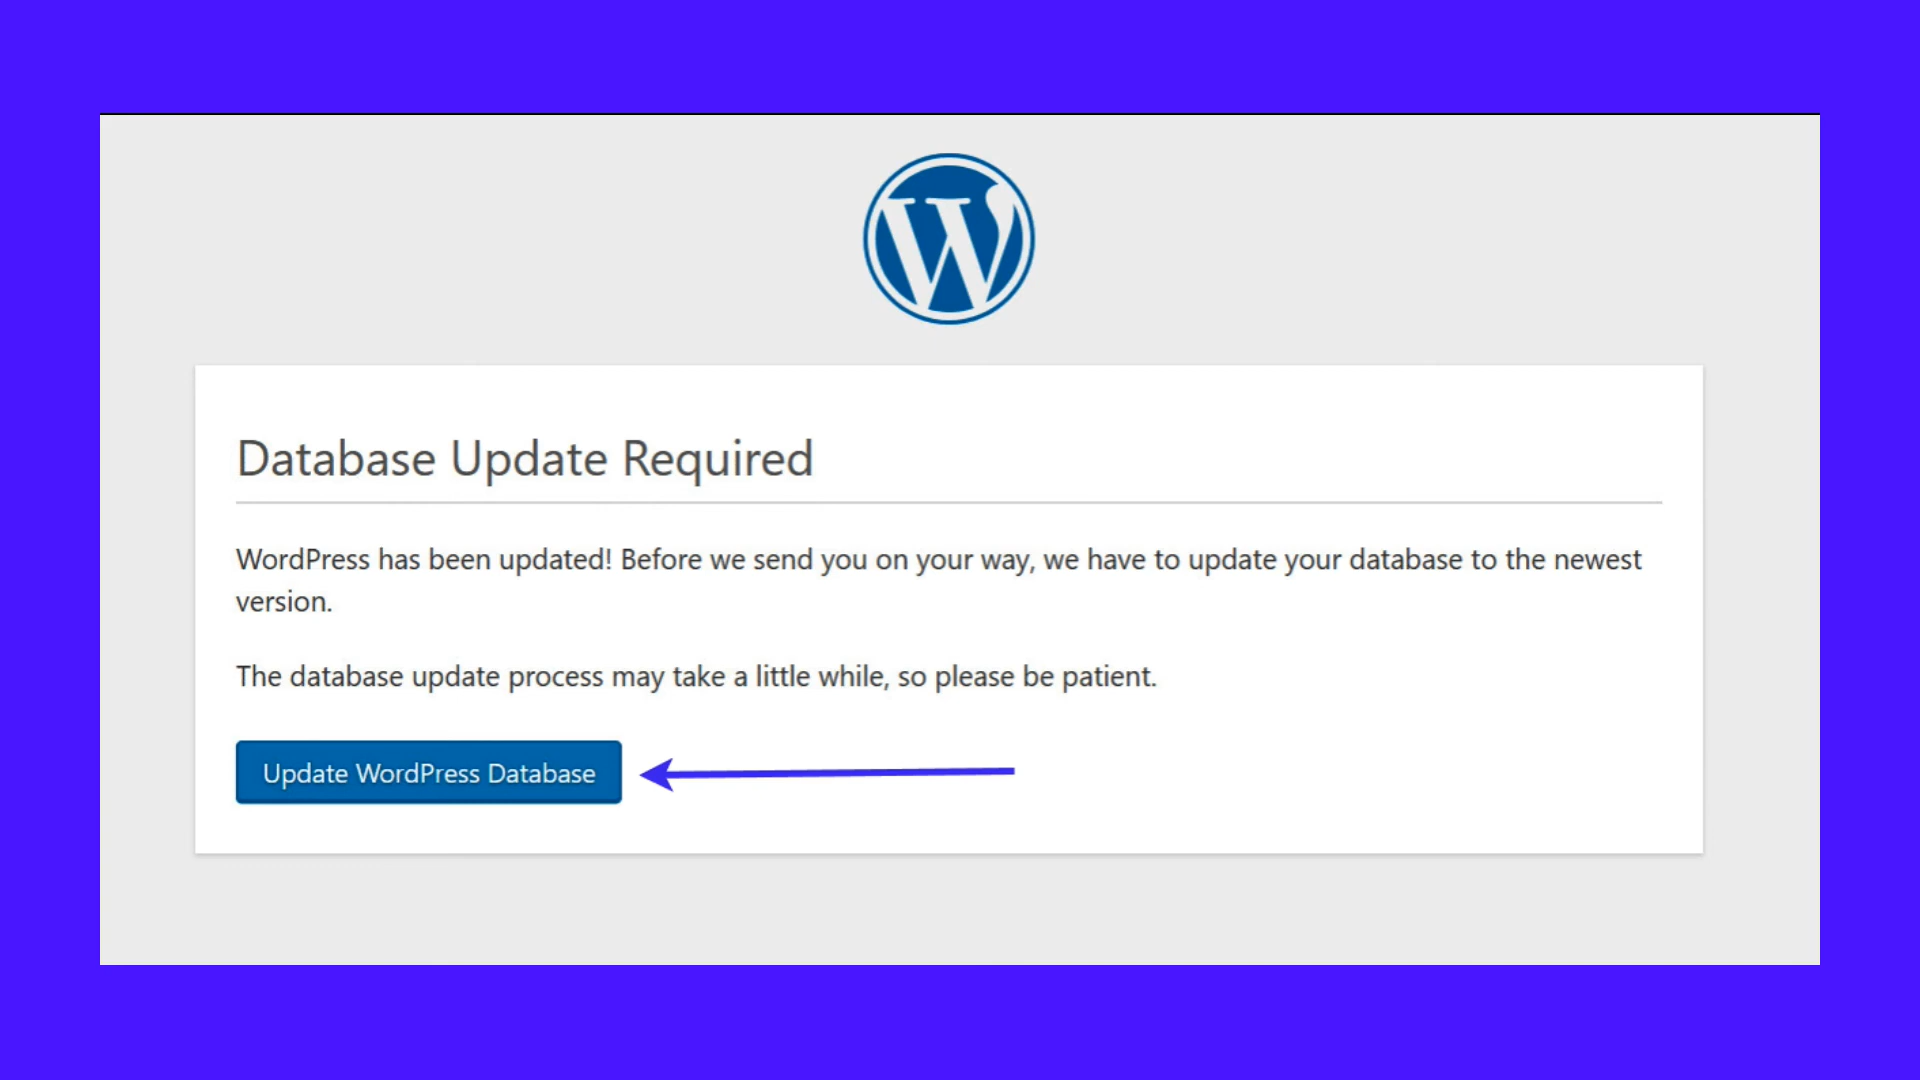 Database Update Required
WordPress has been updated! Before we send you on your way, we have to update your database to the newest
version.
The database update process may take a little while, so please be patient.
Update WordPress Database